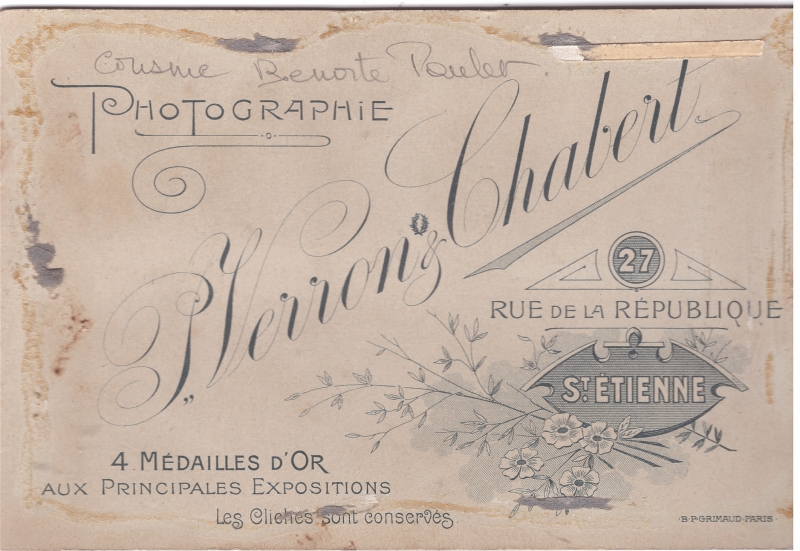 Cousine Benoite Poulet.
PHOTOGRAPHIE
P. Verron & Chabert
27
RUE DE LA RÉPUBLIQUE
ST. ÉTIENNE
4 MÉDAILLES D'OR
AUX PRINCIPALES EXPOSITIONS
Les Clichés sont conservés
B.P. GRIMAUD. PARIS